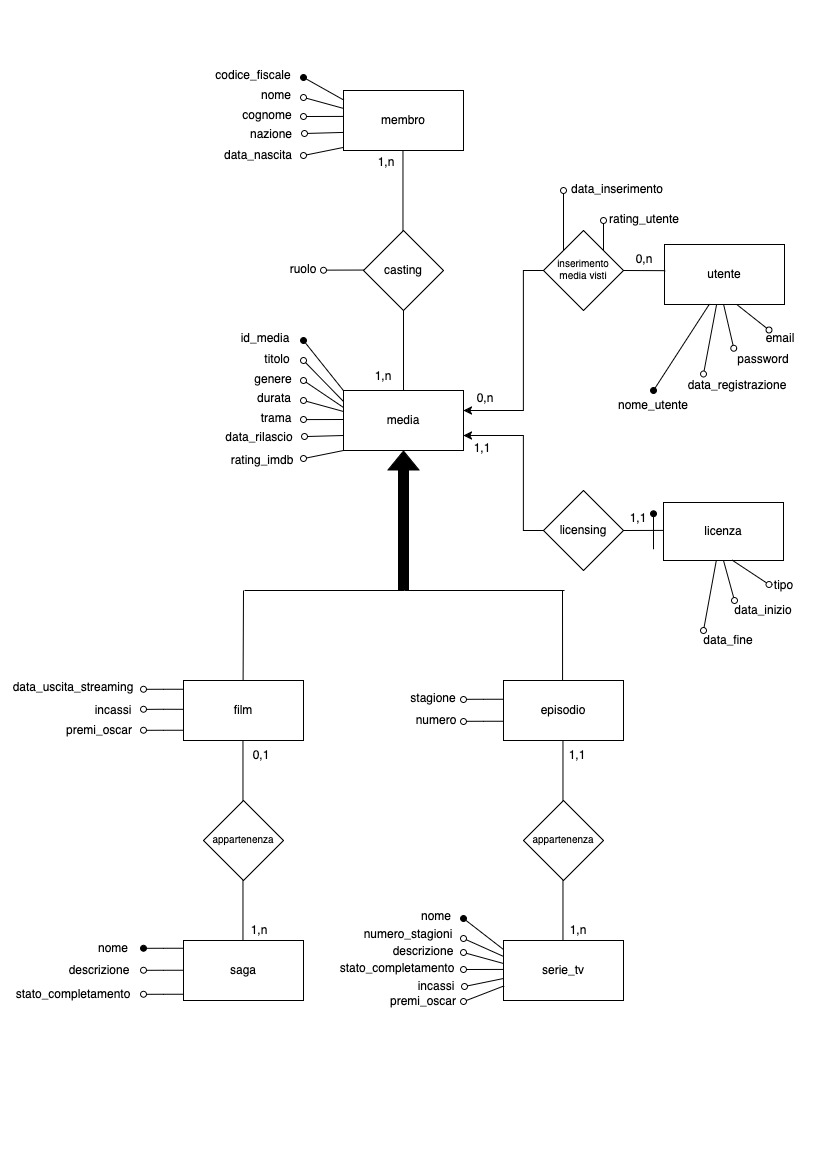 codice_fiscale
nome
cognome
nazione
data_nascita
membro
1,n
data_inserimento
rating_utente
inserimento
media visti
0,n
utente
ruolo
casting
email
password
data_registrazione
nome_utente
id_media
titolo
genere
durata
trama
data_rilascio
rating_imdb
1,n
media
0,n
1,1
licensing
1,1
licenza
tipo
data_inizio
data_fine
data_uscita_streaming
incassi
premi_oscar
film
stagione
numero
episodio
0,1
1,1
appartenenza
appartenenza
1,n
1,n
nome
descrizione
stato_completamento
saga
nome
numero_stagioni
descrizione
stato_completamento
incassi
premi_oscar
serie_tv